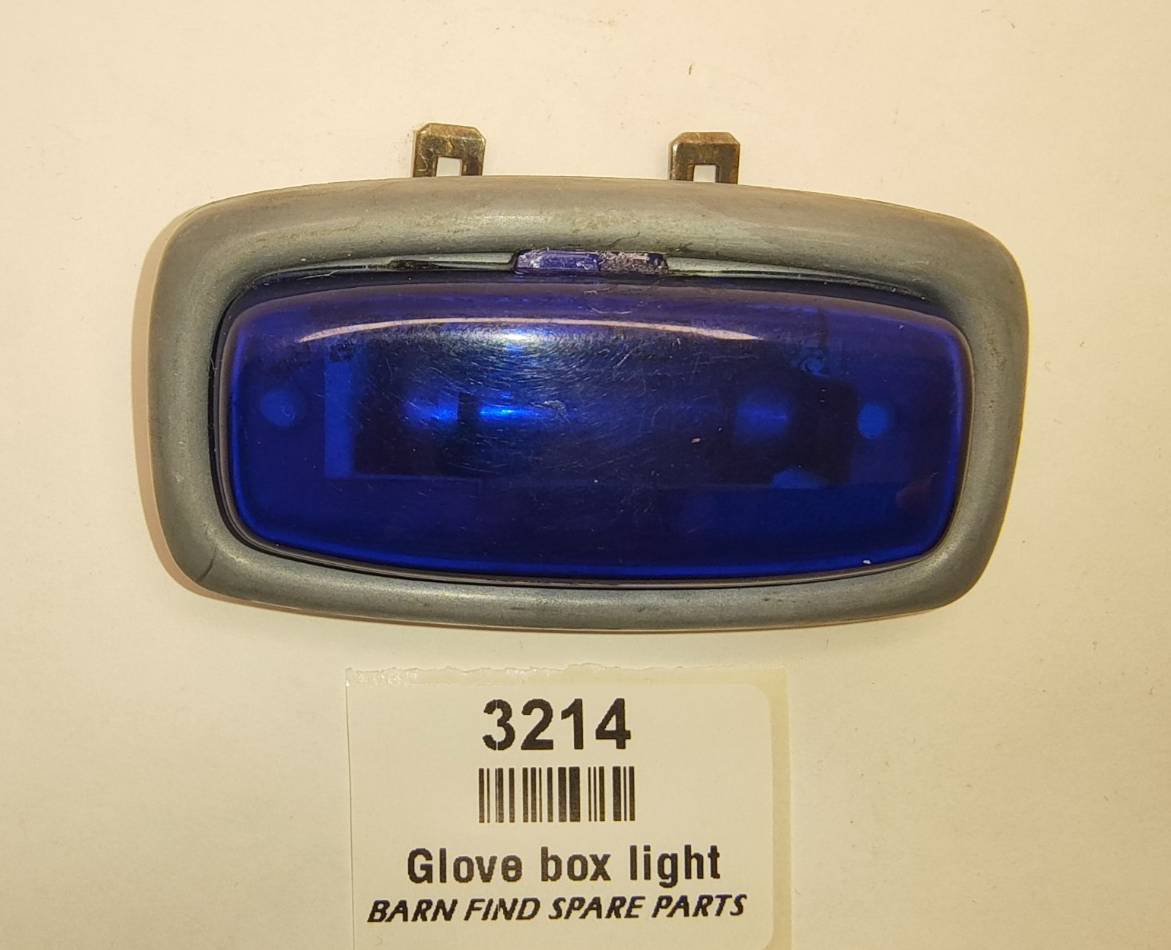 3214
Glove box light
BARN FIND SPARE PARTS